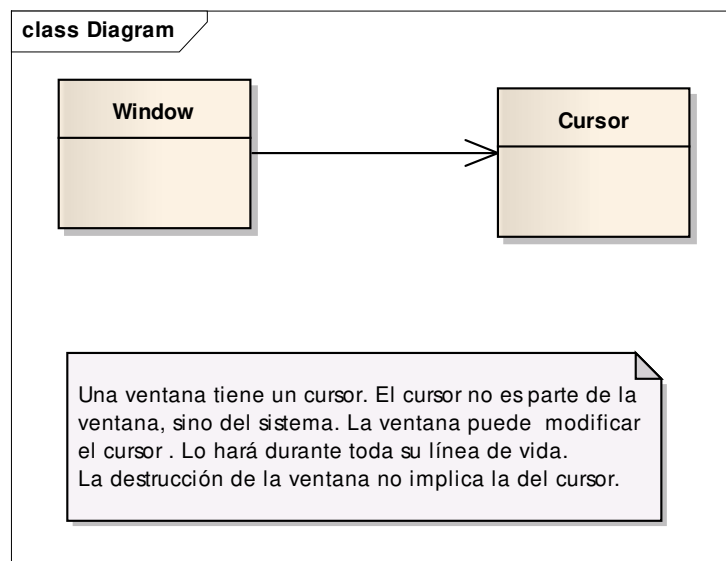 class Diagram
Window
Cursor
Una ventana tiene un cursor. El cursor no es parte de la
ventana, sino del sistema. La ventana puede modificar
el cursor . Lo hará durante toda su línea de vida.
La destrucción de la ventana no implica la del cursor.